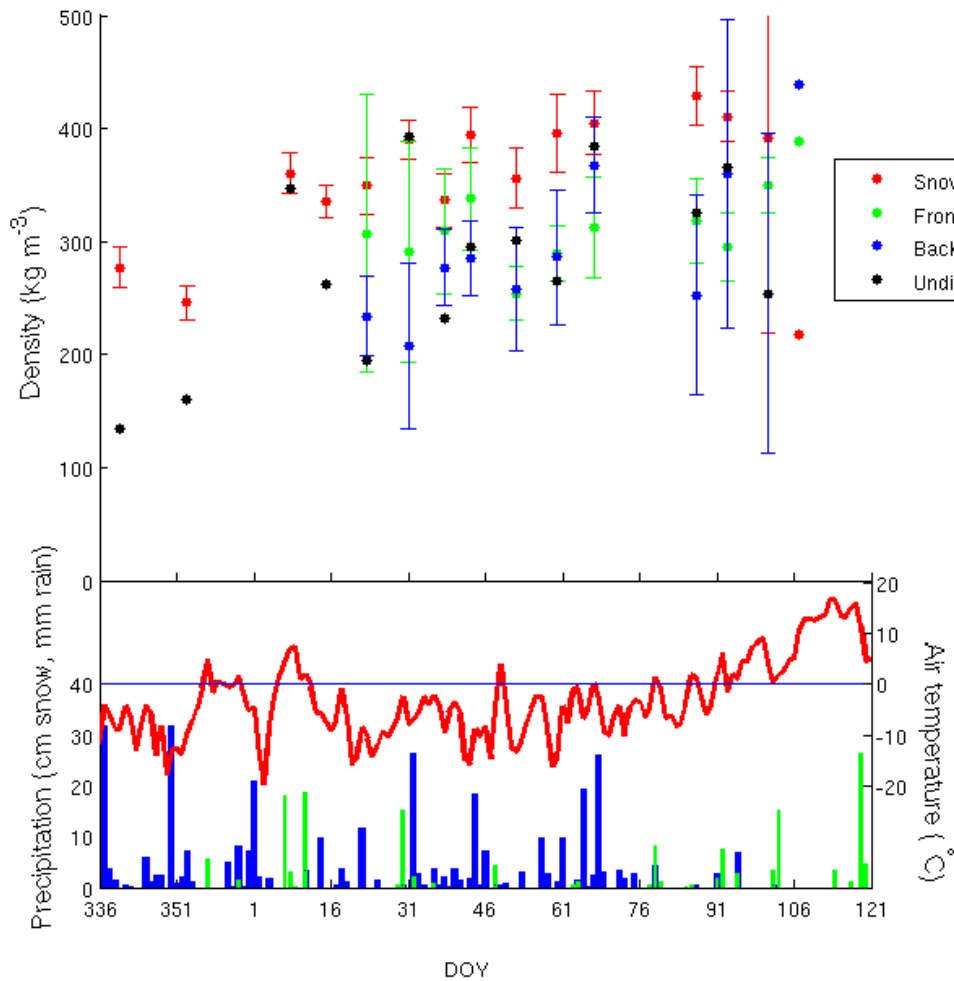 500
400
300
200
100
0
Density (kg m-3)
Snov
Fron
Back
Undi
Precipitation (cm snow, mm rain)
40
30
20
10
0
20
10
0
-10
-20
Air temperature (°C)
336 351 1 16 31 46 61 76 91 106 121
DOY